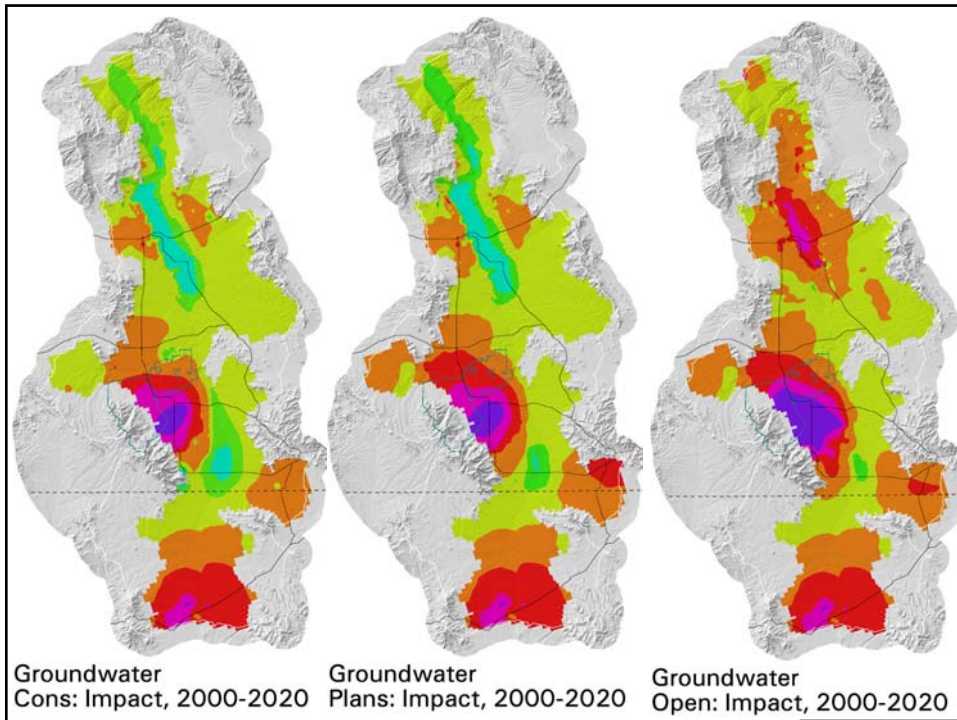 Groundwater
Cons: Impact, 2000-2020
Groundwater
Plans: Impact, 2000-2020
Groundwater
Open: Impact, 2000-2020